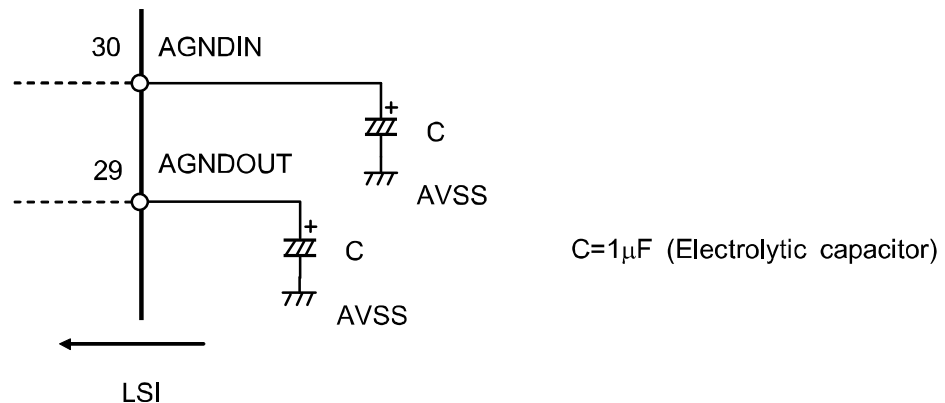 30 AGNDIN
+
C
AVSS
29 AGNDOUT
+
C
AVSS
C=1μF (Electrolytic capacitor)
LSI